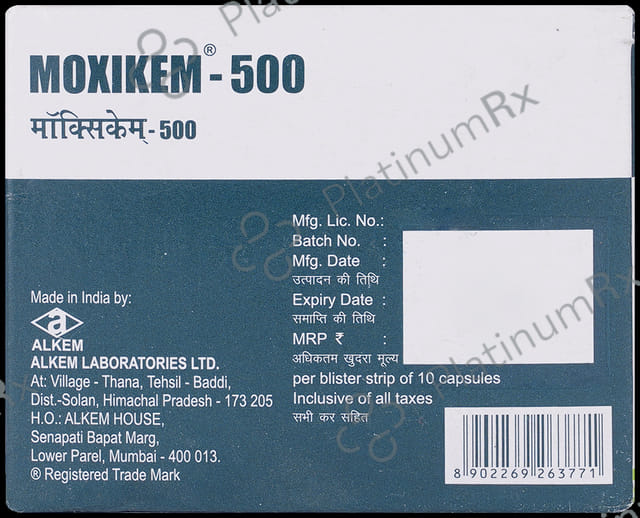 MOXIKEM® - 500
मॉक्सिकेम् - 500
Mfg. Lic. No.:
Batch No. :
Mfg. Date :
उत्पादन की तिथि
Expiry Date :
समाप्ति की तिथि
MRP ₹ :
अधिकतम खुदरा मूल्य
per blister strip of 10 capsules
Inclusive of all taxes
सभी कर सहित
Made in India by:
a
ALKEM
ALKEM LABORATORIES LTD.
At: Village - Thana, Tehsil - Baddi,
Dist.-Solan, Himachal Pradesh - 173 205
H.O.: ALKEM HOUSE,
Senapati Bapat Marg,
Lower Parel, Mumbai - 400 013.
® Registered Trade Mark
8 902269 263771
PlatinumRx
PlatinumRx
PlatinumRx
Platinum
Rx